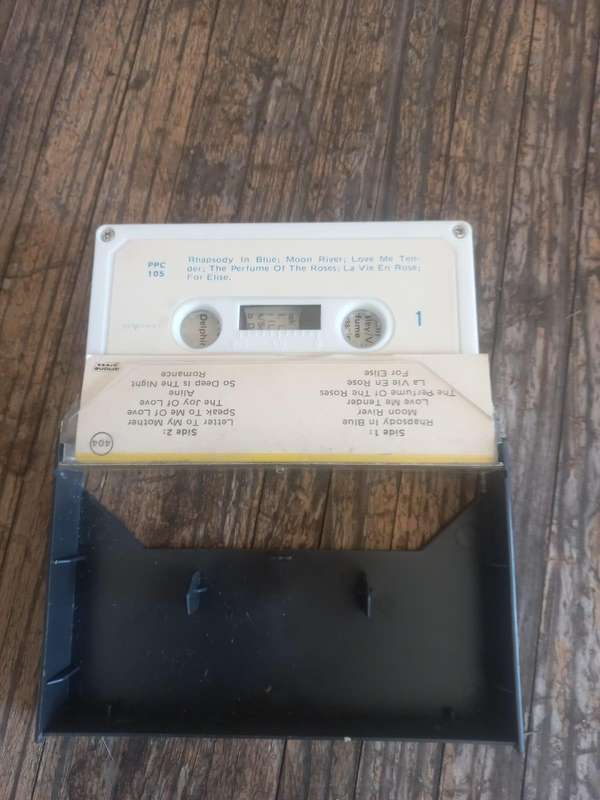 PPC
105
Rhapsody In Blue; Moon River; Love Me Ten-
der; The Perfume Of The Roses; La Vie En Rose;
For Elise.
1
Delphi
fume
Side 1:
Rhapsody In Blue
Moon River
Love Me Tender
The Perfume Of The Roses
La Vie En Rose
For Elise
Side 2:
Letter To My Mother
Speak To Me Of Love
The Joy Of Love
Aline
So Deep Is The Night
Romance
404